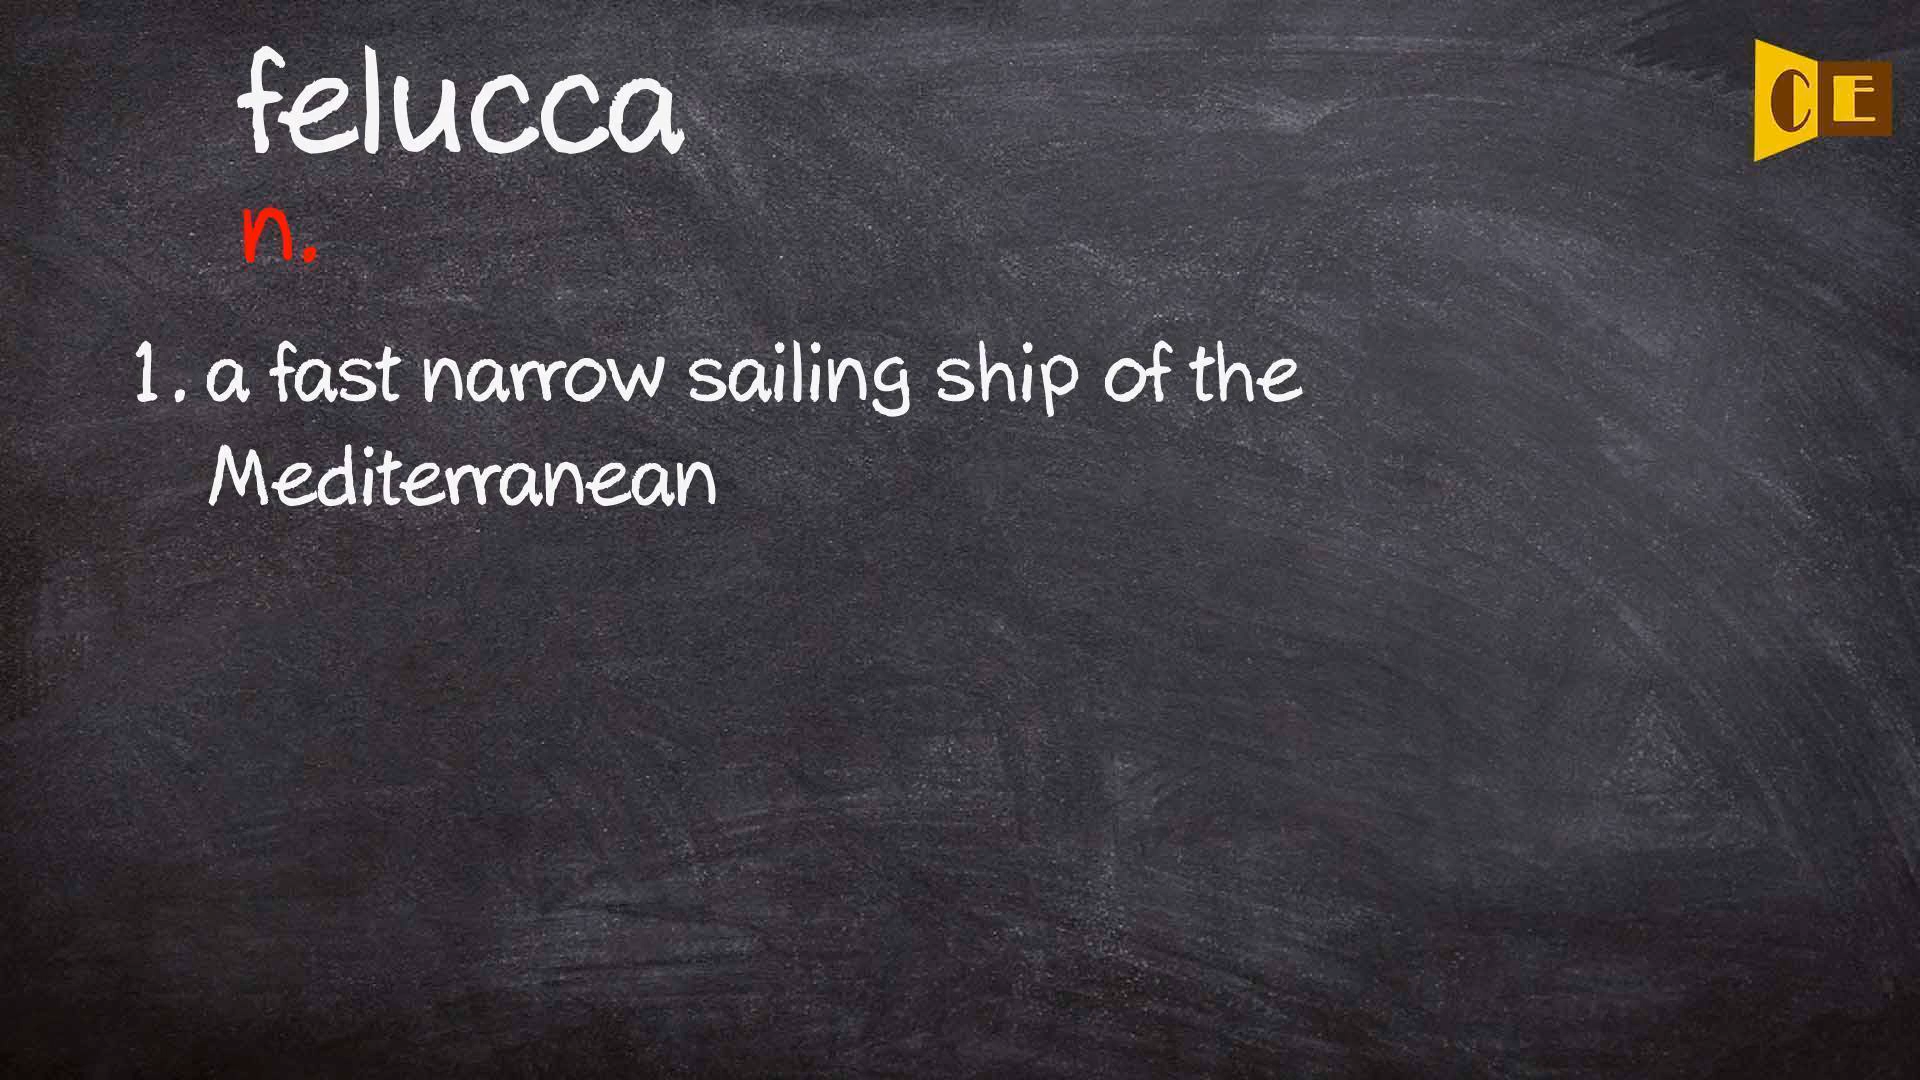 felucca
CE
n.
1. a fast narrow sailing ship of the
Mediterranean